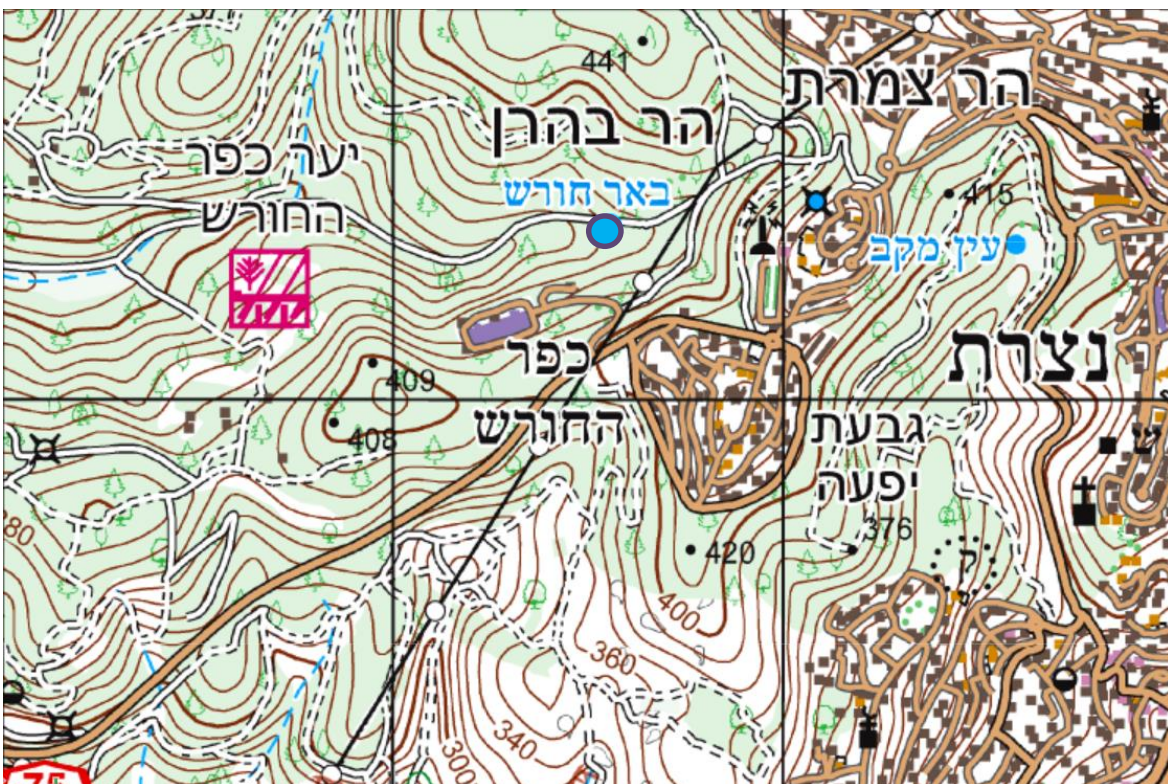 441
הר צמרת
הר בהרן
יער כפר
החורש
באר חורש
415
עין מקב
נצרת
כפר
409
408
החורש
גבעת
יפעה
ש
376
420
400
380
360
340
300
ק
75